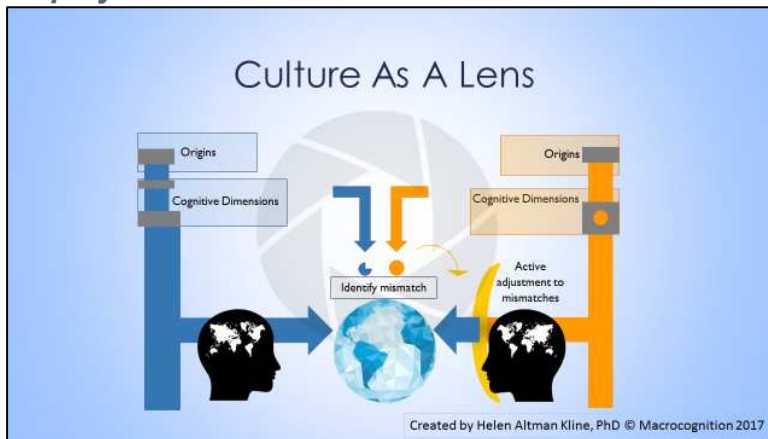 Culture As A Lens
Origins
Cognitive Dimensions
Origins
Cognitive Dimensions
Identify mismatch
Active
adjustment to
mismatches
Created by Helen Altman Kline, PhD © Macrocognition 2017